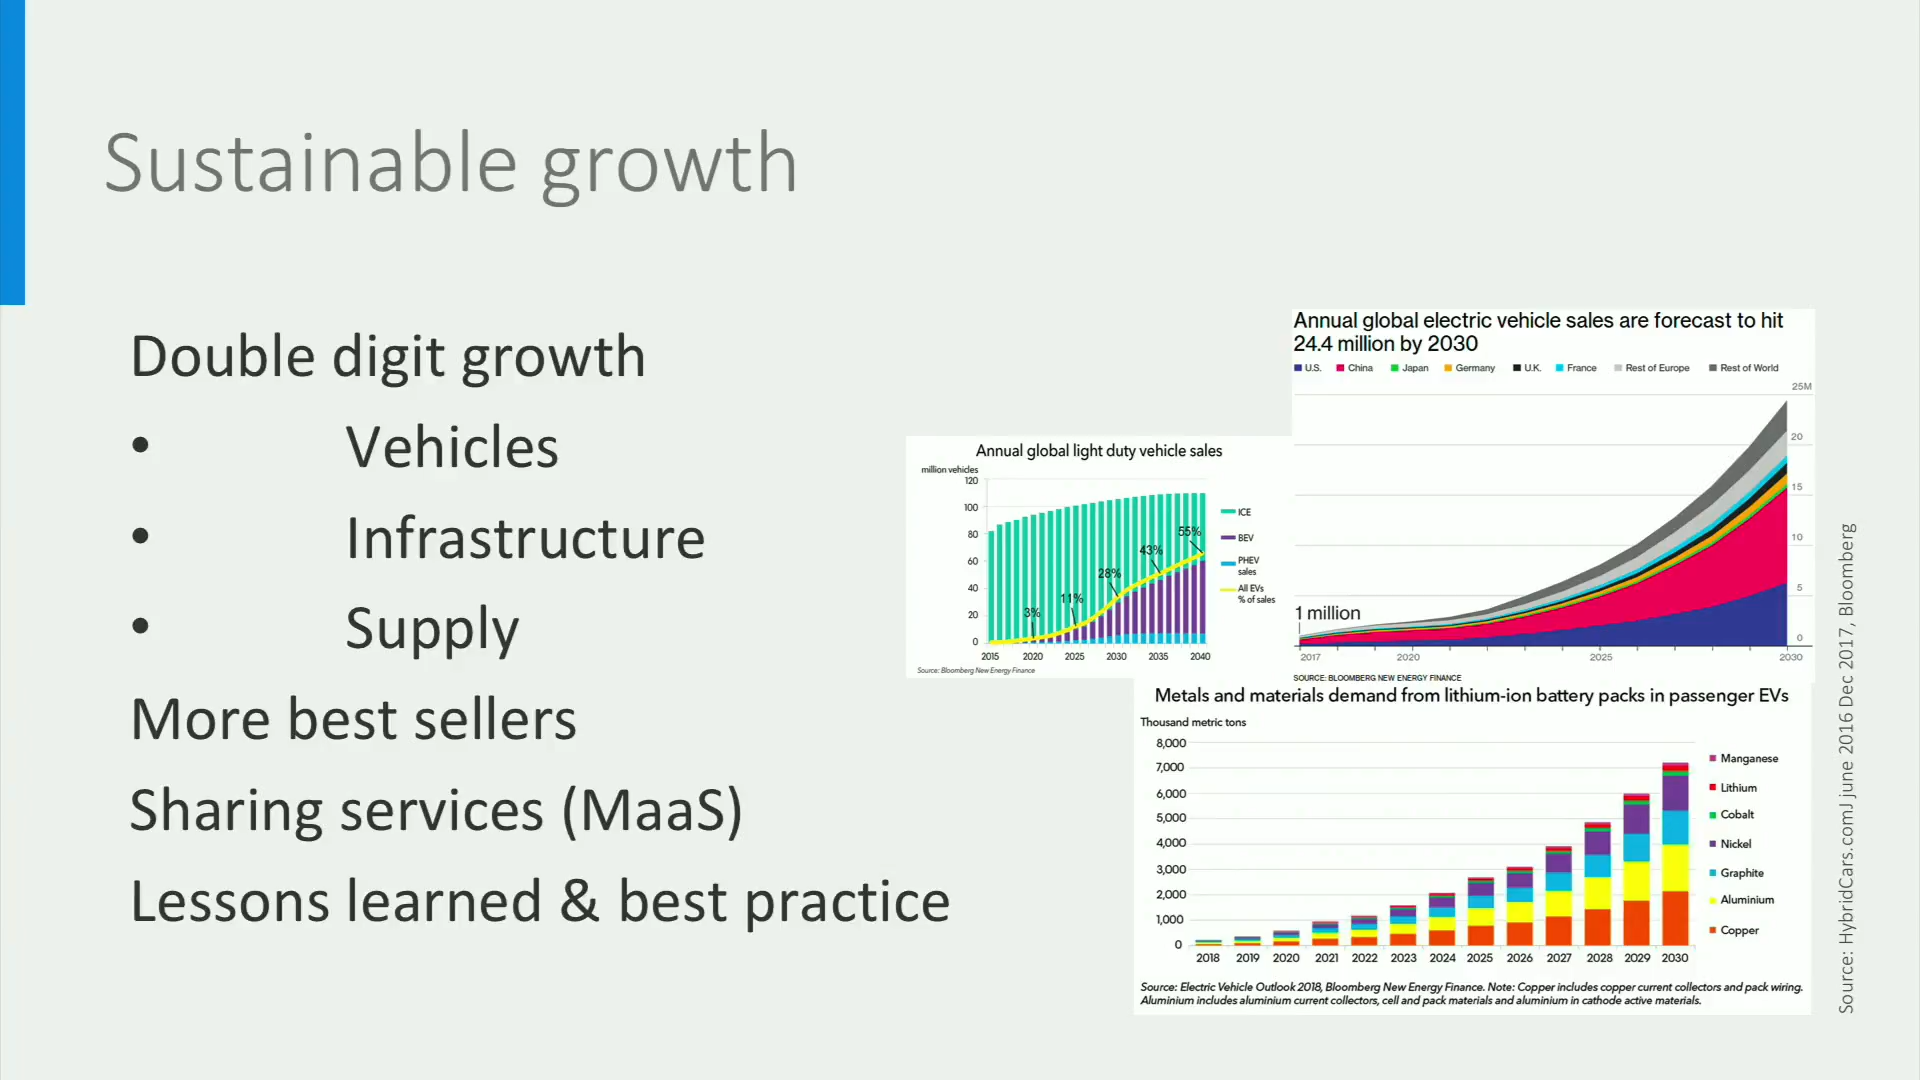 Sustainable growth
Double digit growth
• Vehicles
• Infrastructure
• Supply
More best sellers
Sharing services (MaaS)
Lessons learned & best practice
Annual global light duty vehicle sales
million vehicles
120
100
80
60
40
20
0
3%
11%
28%
43%
55%
2015 2020 2025 2030 2035 2040
ICE
BEV
PHEV
sales
All EVs
% of sales
Source: Bloomberg New Energy Finance
Annual global electric vehicle sales are forecast to hit
24.4 million by 2030
U.S. China Japan Germany U.K. France Rest of Europe Rest of World
25M
20
15
10
5
0
1 million
2017 2020 2025 2030
SOURCE: BLOOMBERG NEW ENERGY FINANCE
Metals and materials demand from lithium-ion battery packs in passenger EVs
Thousand metric tons
8,000
7,000
6,000
5,000
4,000
3,000
2,000
1,000
0
2018 2019 2020 2021 2022 2023 2024 2025 2026 2027 2028 2029 2030
Manganese
Lithium
Cobalt
Nickel
Graphite
Aluminium
Copper
Source: Electric Vehicle Outlook 2018, Bloomberg New Energy Finance. Note: Copper includes copper current collectors and pack wiring.
Aluminium includes aluminium current collectors, cell and pack materials and aluminium in cathode active materials.
Source: HybridCars.comJ june 2016 Dec 2017, Bloomberg